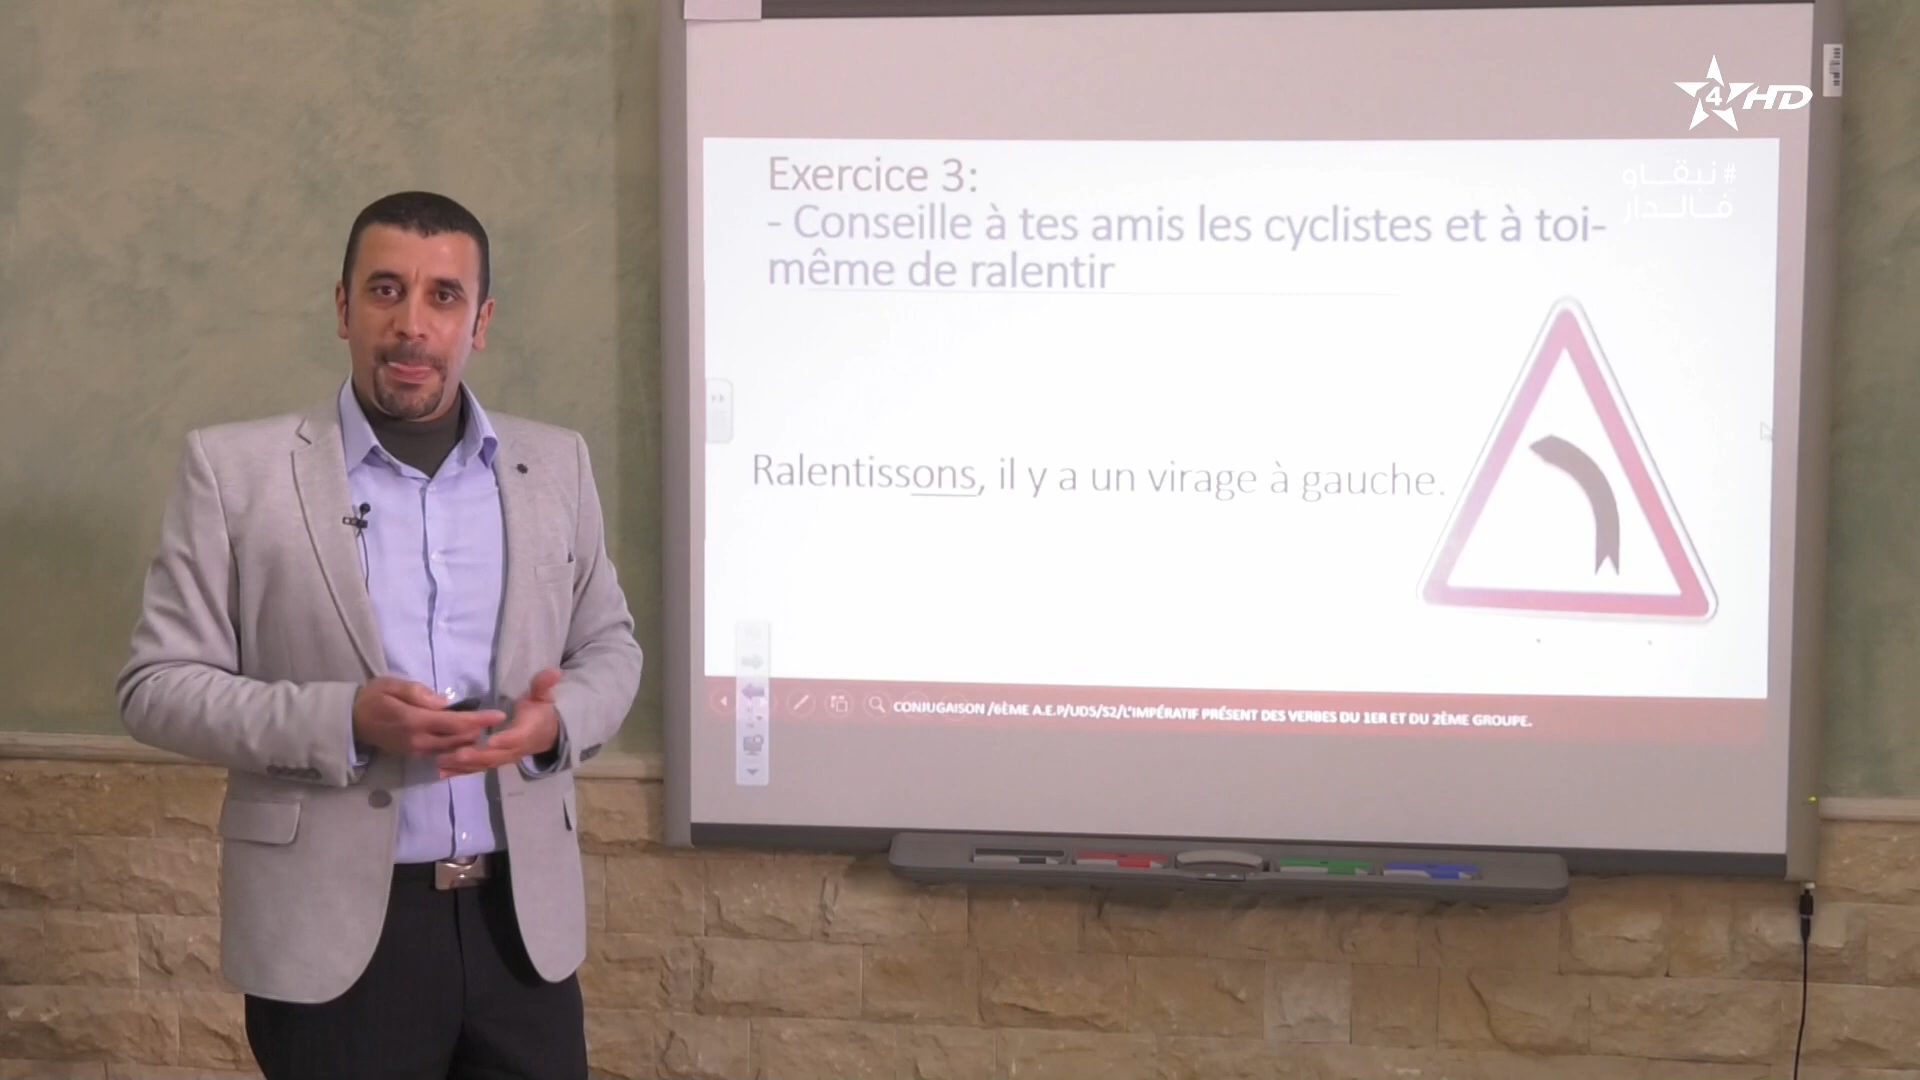 4 HD
#نبقاو
فالدار
Exercice 3:
- Conseille à tes amis les cyclistes et à toi-
même de ralentir
Ralentissons, il y a un virage à gauche.
CONJUGAISON /6ÈME A.E.P/UD5/S2/L'IMPÉRATIF PRÉSENT DES VERBES DU 1ER ET DU 2ÈME GROUPE.